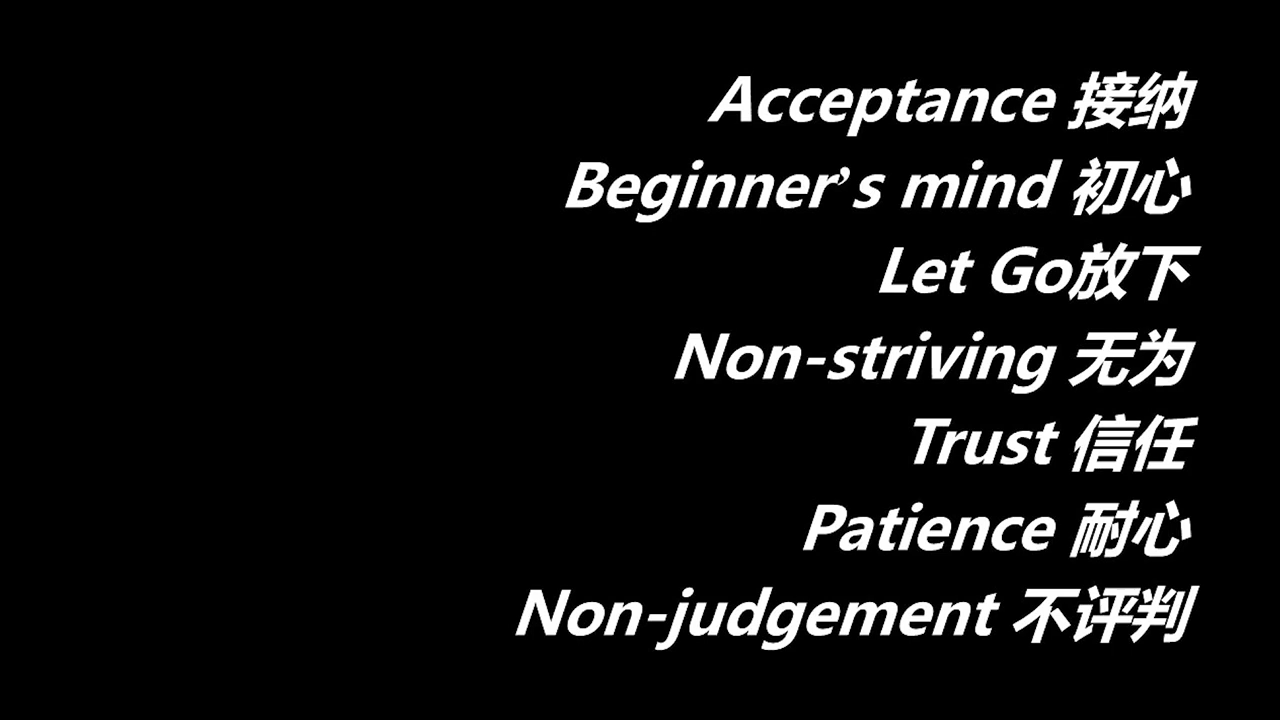 Acceptance 接纳
Beginner’s mind 初心
Let Go放下
Non-striving 无为
Trust 信任
Patience 耐心
Non-judgement 不评判